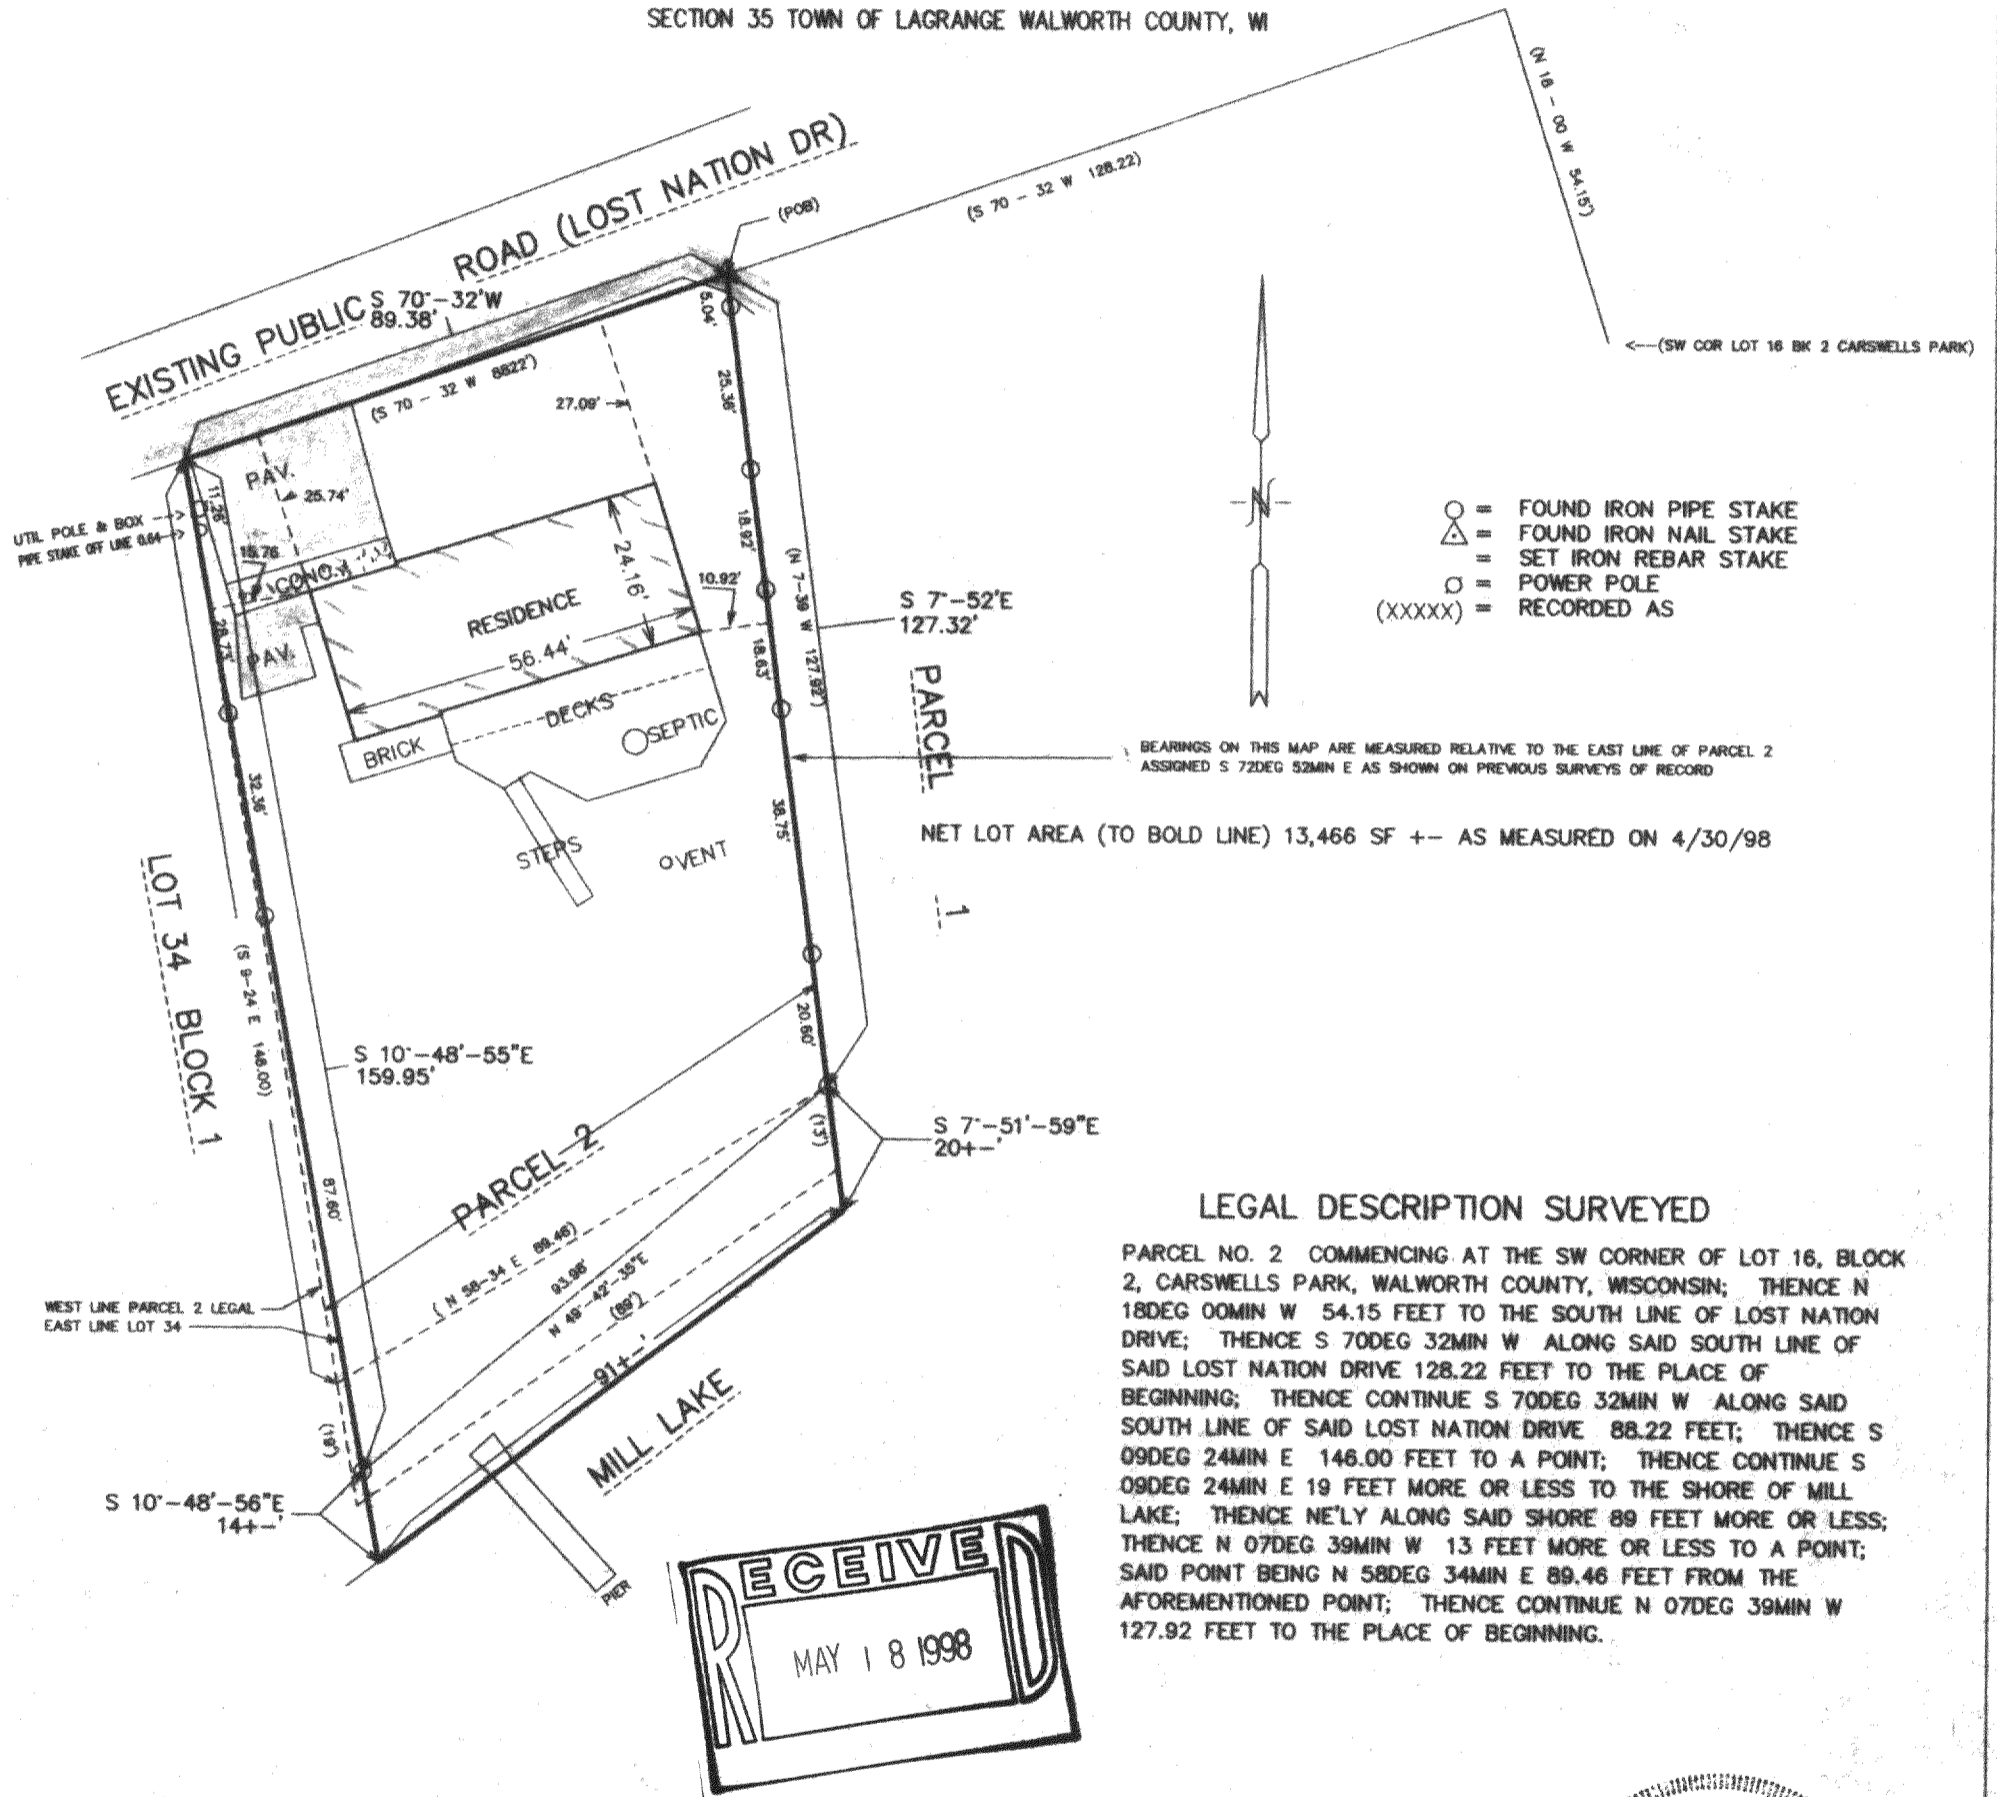 SECTION 35 TOWN OF LAGRANGE WALWORTH COUNTY, WI
(N 18 - 00 W 54.15')
EXISTING PUBLIC ROAD (LOST NATION DR)
(POB)
(S 70 - 32 W 128.22)
S 70°-32'W
89.38'
(S 70 - 32 W 8822')
<--(SW COR LOT 16 BK 2 CARSWELLS PARK)
5.04'
25.36'
27.09'
PAV.
25.74'
11.26'
UTIL POLE & BOX
PIPE STAKE OFF LINE 0.64
15.76
CONC.
18.92'
24.16'
10.92'
(N 7-39 W 127.92')
S 7°-52'E
127.32'
RESIDENCE
56.44'
PAV.
18.63'
DECKS
SEPTIC
BRICK
PARCEL 1
O = FOUND IRON PIPE STAKE
= FOUND IRON NAIL STAKE
= SET IRON REBAR STAKE
= POWER POLE
(XXXXX) = RECORDED AS
BEARINGS ON THIS MAP ARE MEASURED RELATIVE TO THE EAST LINE OF PARCEL 2
ASSIGNED S 72DEG 52MIN E AS SHOWN ON PREVIOUS SURVEYS OF RECORD
NET LOT AREA (TO BOLD LINE) 13,466 SF +- AS MEASURED ON 4/30/98
32.36'
38.75'
STEPS
VENT
LOT 34 BLOCK 1
(S 9-24 E 146.00)
20.60'
S 10°-48'-55"E
159.95'
PARCEL 2
(13')
S 7°-51'-59"E
20+-'
87.60'
( N 58-34 E 89.46)
93.98'
N 49°-42'-35"E
(89')
91+-'
WEST LINE PARCEL 2 LEGAL
EAST LINE LOT 34
MILL LAKE
(19')
S 10°-48'-56"E
14+-'
PIER
LEGAL DESCRIPTION SURVEYED
PARCEL NO. 2 COMMENCING AT THE SW CORNER OF LOT 16, BLOCK
2, CARSWELLS PARK, WALWORTH COUNTY, WISCONSIN; THENCE N
18DEG 00MIN W 54.15 FEET TO THE SOUTH LINE OF LOST NATION
DRIVE; THENCE S 70DEG 32MIN W ALONG SAID SOUTH LINE OF
SAID LOST NATION DRIVE 128.22 FEET TO THE PLACE OF
BEGINNING; THENCE CONTINUE S 70DEG 32MIN W ALONG SAID
SOUTH LINE OF SAID LOST NATION DRIVE 88.22 FEET; THENCE S
09DEG 24MIN E 146.00 FEET TO A POINT; THENCE CONTINUE S
09DEG 24MIN E 19 FEET MORE OR LESS TO THE SHORE OF MILL
LAKE; THENCE NE'LY ALONG SAID SHORE 89 FEET MORE OR LESS;
THENCE N 07DEG 39MIN W 13 FEET MORE OR LESS TO A POINT;
SAID POINT BEING N 58DEG 34MIN E 89.46 FEET FROM THE
AFOREMENTIONED POINT; THENCE CONTINUE N 07DEG 39MIN W
127.92 FEET TO THE PLACE OF BEGINNING.
RECEIVED
MAY 18 1998